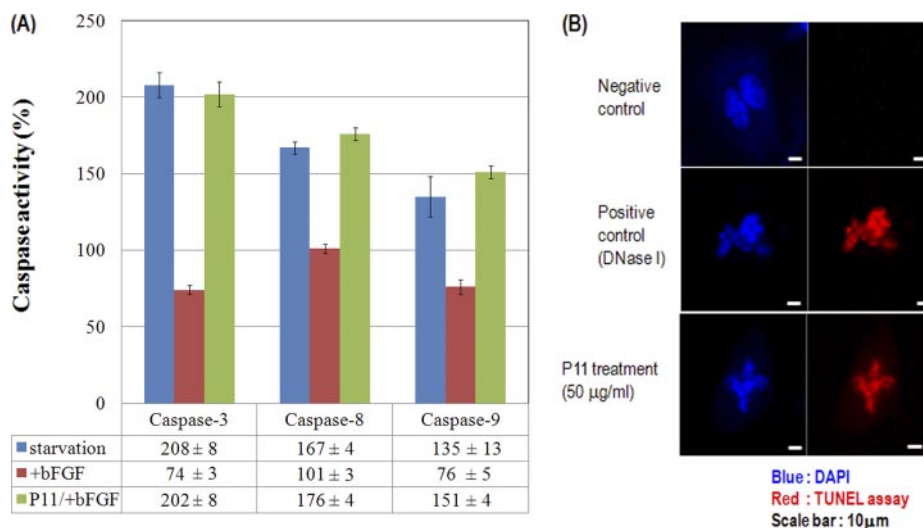 (A)
Caspase activity (%)
250
200
150
100
50
0
Caspase-3 Caspase-8 Caspase-9
starvation 208 ± 8 167 ± 4 135 ± 13
+bFGF 74 ± 3 101 ± 3 76 ± 5
P11/+bFGF 202 ± 8 176 ± 4 151 ± 4
(B)
Negative
control
Positive
control
(DNase I)
P11 treatment
(50 μg/ml)
Blue : DAPI
Red : TUNEL assay
Scale bar : 10μm